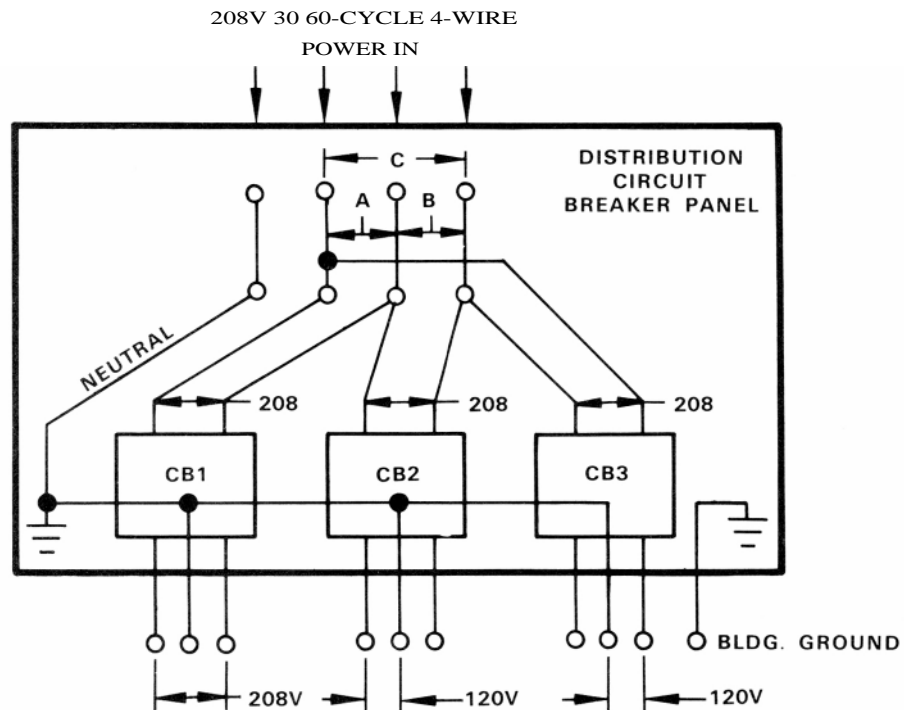 208V 30 60-CYCLE 4-WIRE
POWER IN
DISTRIBUTION
CIRCUIT
BREAKER PANEL
C
A
B
NEUTRAL
208
208
208
CB1
CB2
CB3
BLDG. GROUND
208V
120V
120V